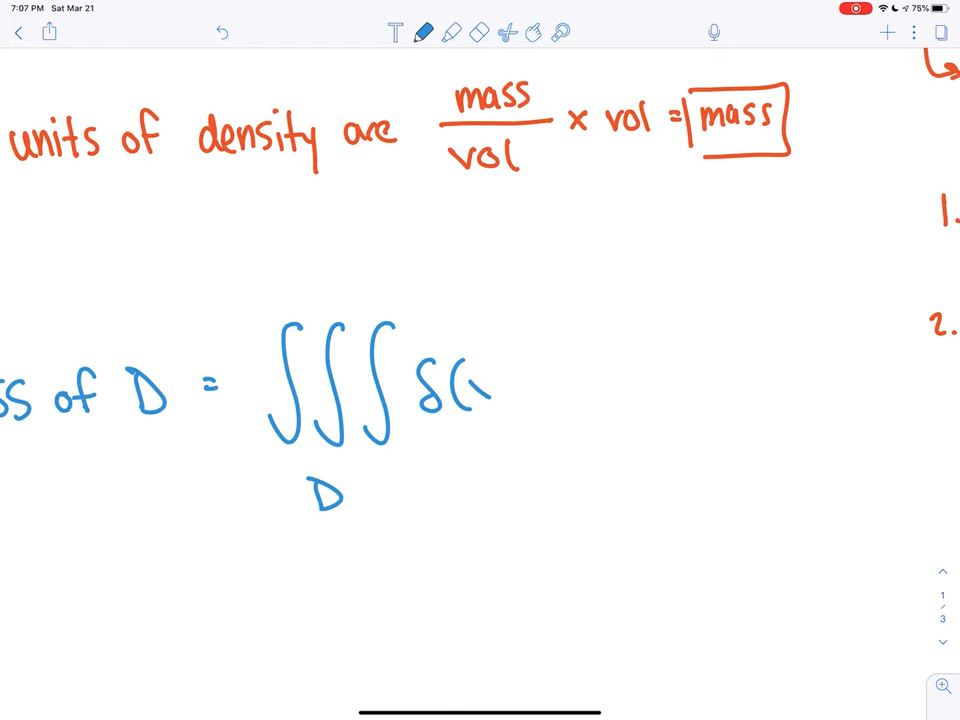 7:07 PM Sat Mar 21
75%
T
units of density are mass/vol x vol = mass
1.
2.
ss of D = ∫∫∫ δ(
D
1
/
3